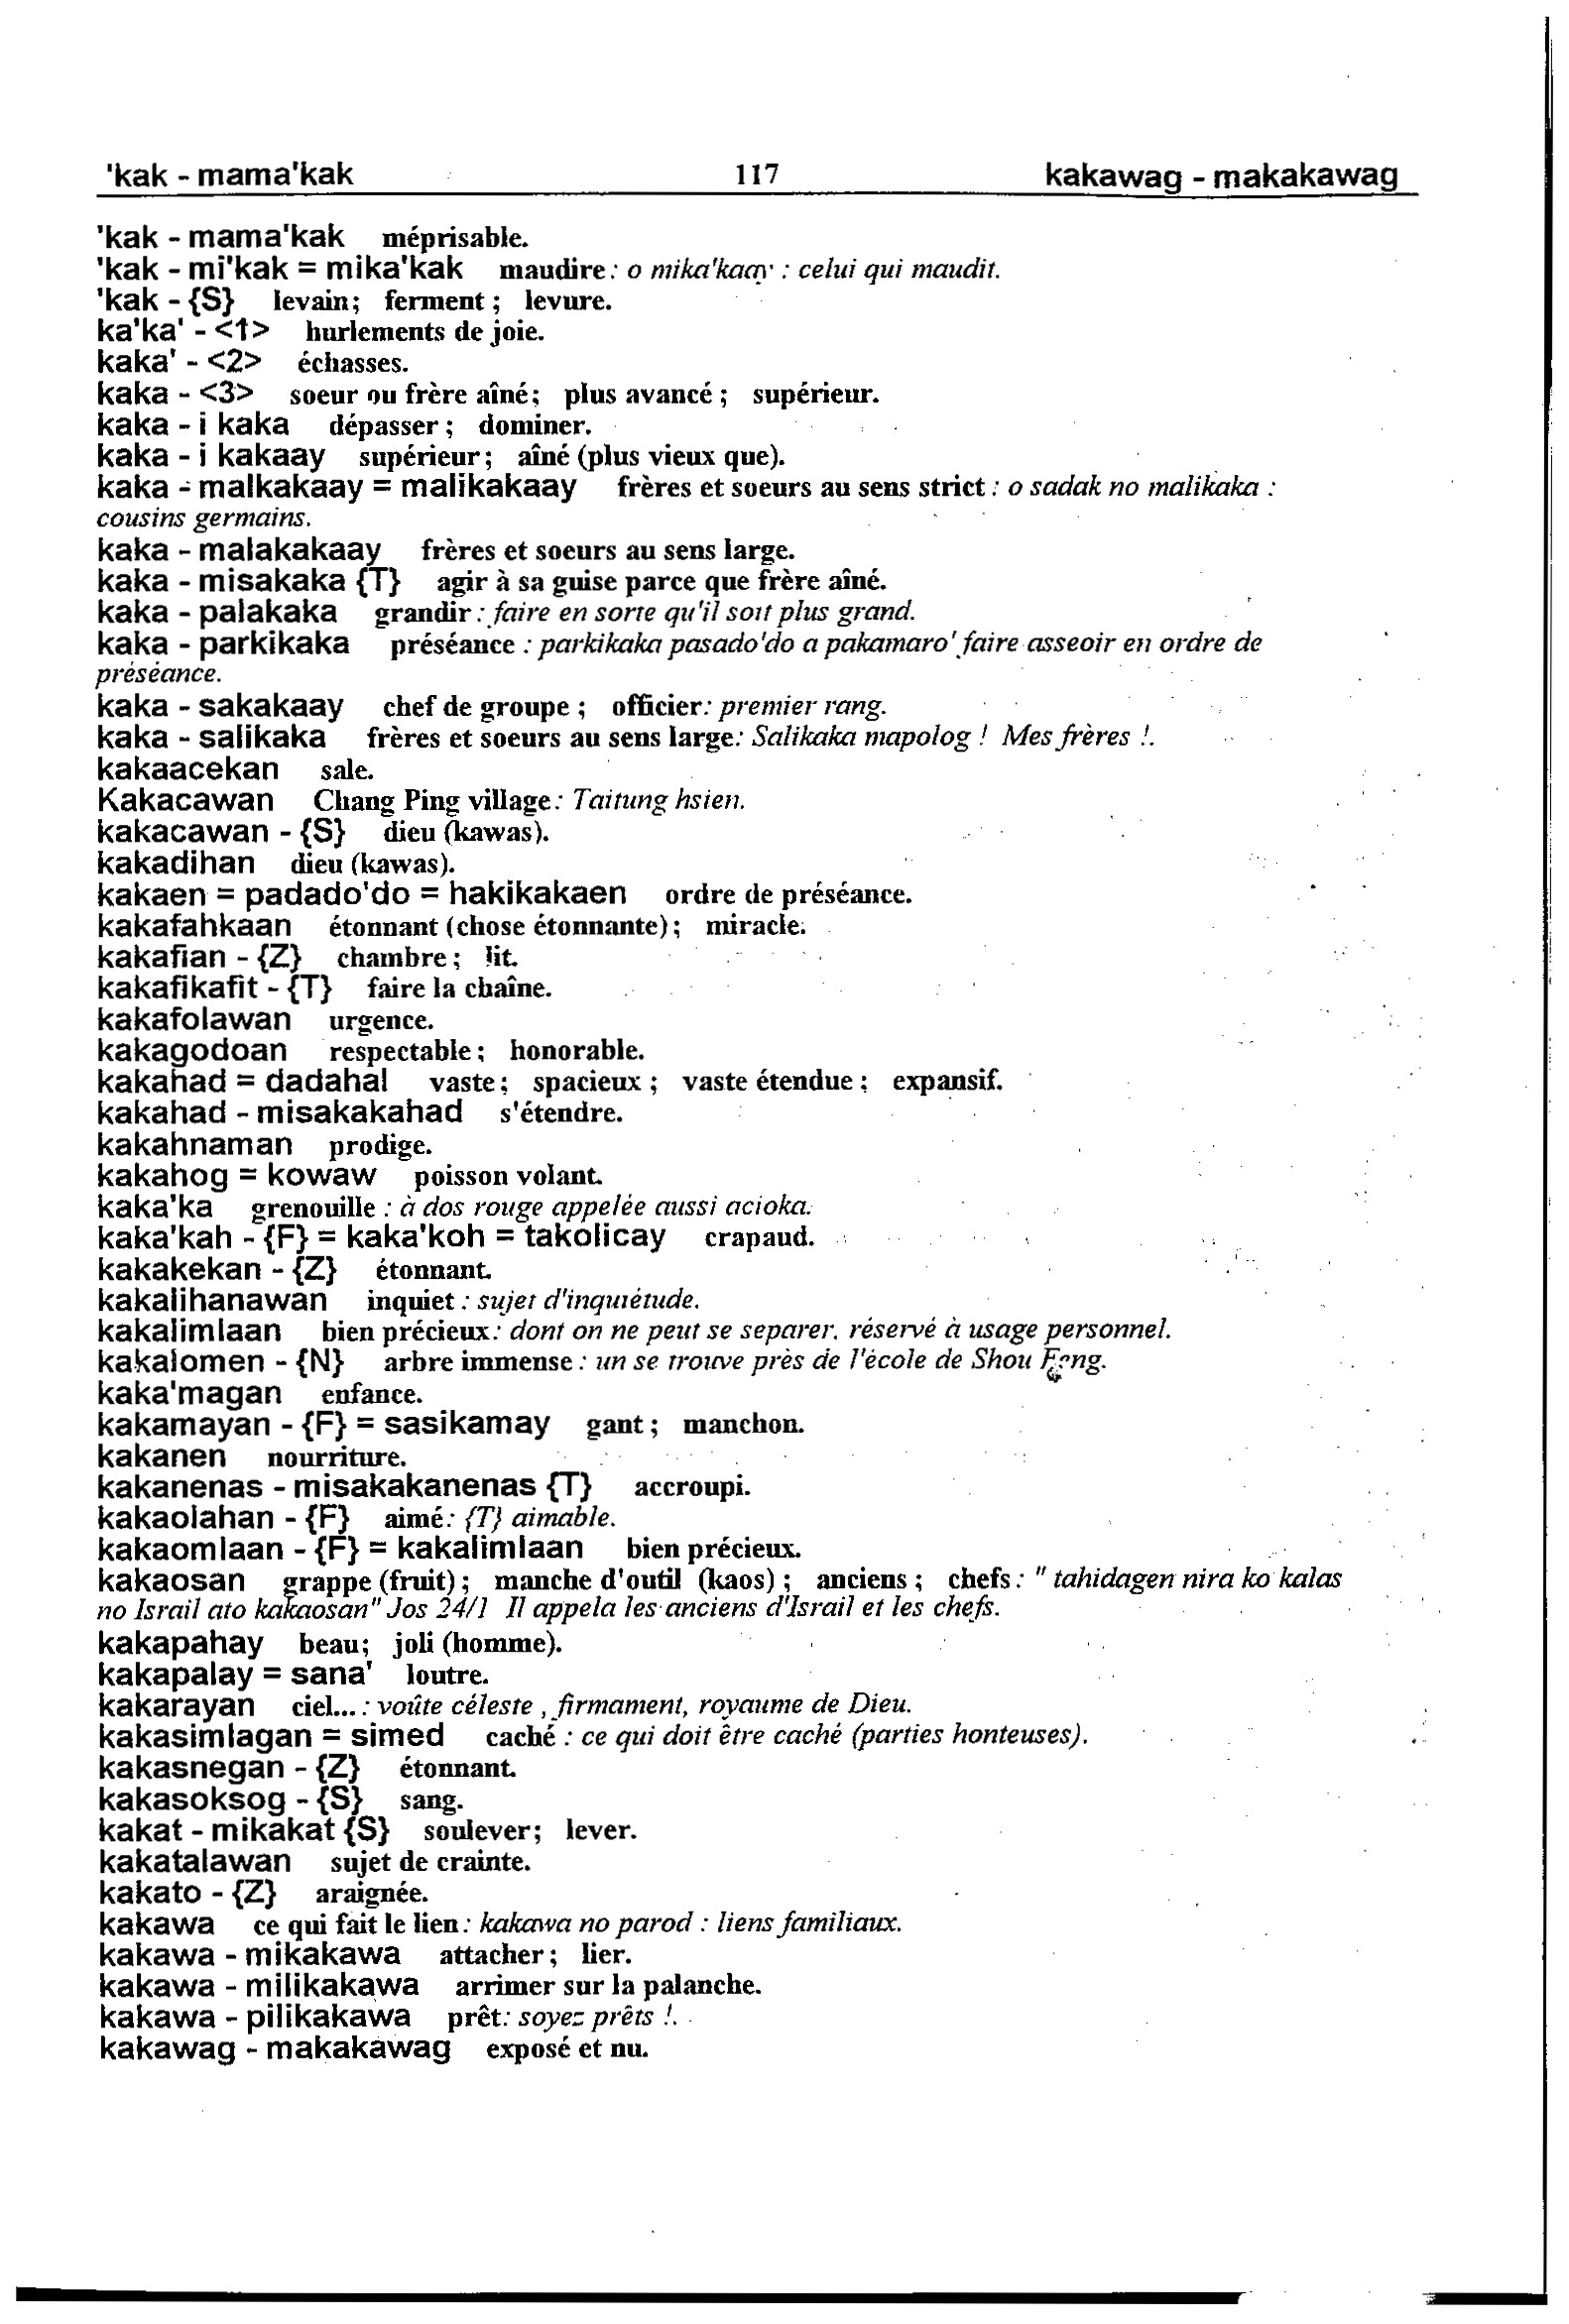 'kak - mama'kak 117 kakawag - makakawag
'kak - mama'kak méprisable.
'kak - mi'kak = mika'kak maudire : o mika'kaay : celui qui maudit.
'kak - {S} levain; ferment ; levure.
ka'ka' - <1> hurlements de joie.
kaka' - <2> échasses.
kaka - <3> soeur ou frère aîné; plus avancé ; supérieur.
kaka - i kaka dépasser ; dominer.
kaka - i kakaay supérieur ; aîné (plus vieux que).
kaka - malkakaay = malikakaay frères et soeurs au sens strict : o sadak no malikaka :
cousins germains.
kaka - malakakaay frères et soeurs au sens large.
kaka - misakaka {T} agir à sa guise parce que frère aîné.
kaka - palakaka grandir : faire en sorte qu'il soit plus grand.
kaka - parkikaka préséance : parkikaka pasado'do a pakamaro' faire asseoir en ordre de
préséance.
kaka - sakakaay chef de groupe ; officier: premier rang.
kaka - salikaka frères et soeurs au sens large: Salikaka mapolog ! Mes frères !.
kakaacekan sale.
Kakacawan Chang Ping village: Taitung hsien.
kakacawan - {S} dieu (kawas).
kakadihan dieu (kawas).
kakaen = padado'do = hakikakaen ordre de préséance.
kakafahkaan étonnant (chose étonnante) ; miracle.
kakafian - {Z} chambre ; lit.
kakafikafit - {T} faire la chaîne.
kakafolawan urgence.
kakagodoan respectable ; honorable.
kakahad = dadahal vaste ; spacieux ; vaste étendue ; expansif.
kakahad - misakakahad s'étendre.
kakahnaman prodige.
kakahog = kowaw poisson volant.
kaka'ka grenouille : à dos rouge appelée aussi acioka.
kaka'kah - {F} = kaka'koh = takolicay crapaud.
kakakekan - {Z} étonnant.
kakalihanawan inquiet : sujet d'inquiétude.
kakalimlaan bien précieux: dont on ne peut se separer. réservé à usage personnel.
kakalomen - {N} arbre immense : un se trouve près de l'école de Shou Feng.
kaka'magan enfance.
kakamayan - {F} = sasikamay gant ; manchon.
kakanen nourriture.
kakanenas - misakakanenas {T} accroupi.
kakaolahan - {F} aimé: {T} aimable.
kakaomlaan - {F} = kakalimlaan bien précieux.
kakaosan grappe (fruit) ; manche d'outil (kaos) ; anciens ; chefs : " tahidagen nira ko kalas
no Israil ato kakaosan" Jos 24/1 Il appela les anciens d'Israil et les chefs.
kakapahay beau; joli (homme).
kakapalay = sana' loutre.
kakarayan ciel... : voûte céleste , firmament, royaume de Dieu.
kakasimlagan = simed caché : ce qui doit être caché (parties honteuses).
kakasnegan - {Z} étonnant.
kakasoksog - {S} sang.
kakat - mikakat {S} soulever; lever.
kakatalawan sujet de crainte.
kakato - {Z} araignée.
kakawa ce qui fait le lien : kakawa no parod : liens familiaux.
kakawa - mikakawa attacher ; lier.
kakawa - milikakawa arrimer sur la palanche.
kakawa - pilikakawa prêt: soyez prêts !.
kakawag - makakawag exposé et nu.